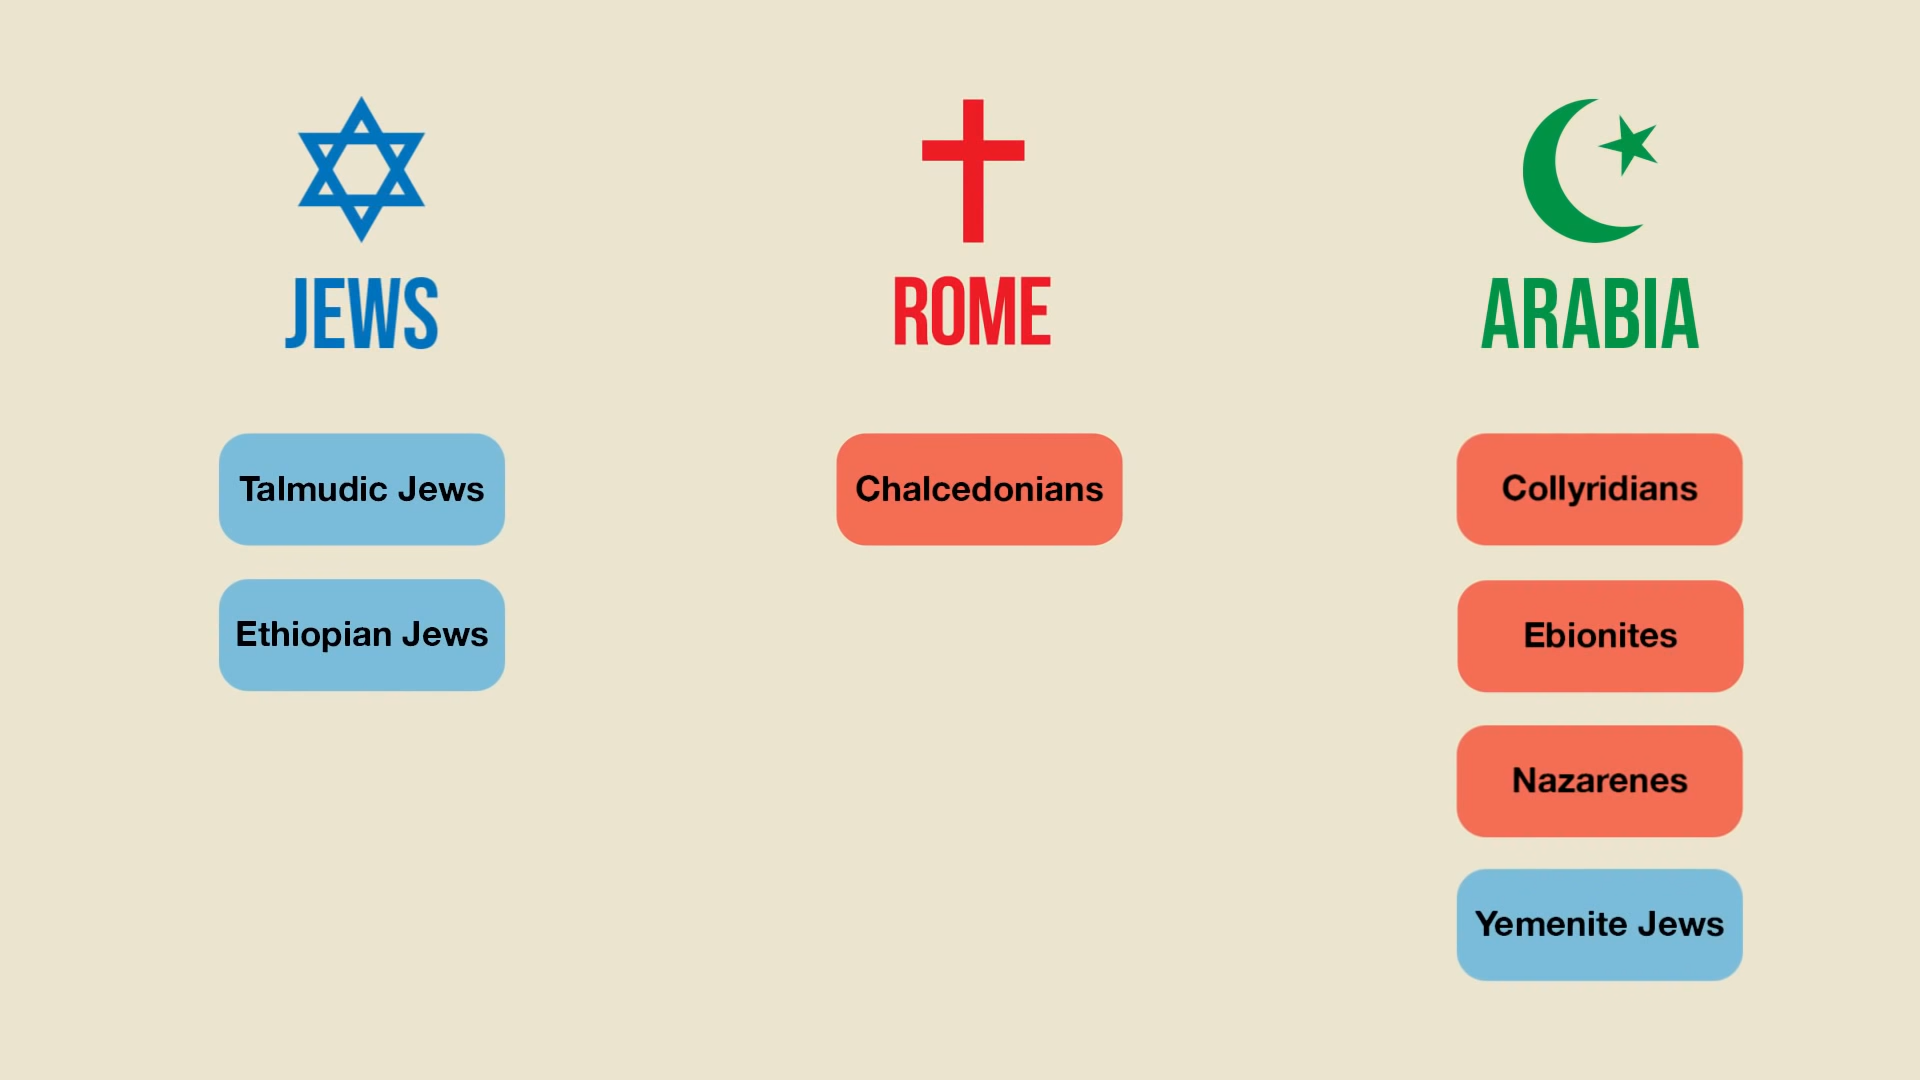 JEWS
ROME
ARABIA
Talmudic Jews
Chalcedonians
Collyridians
Ethiopian Jews
Ebionites
Nazarenes
Yemenite Jews